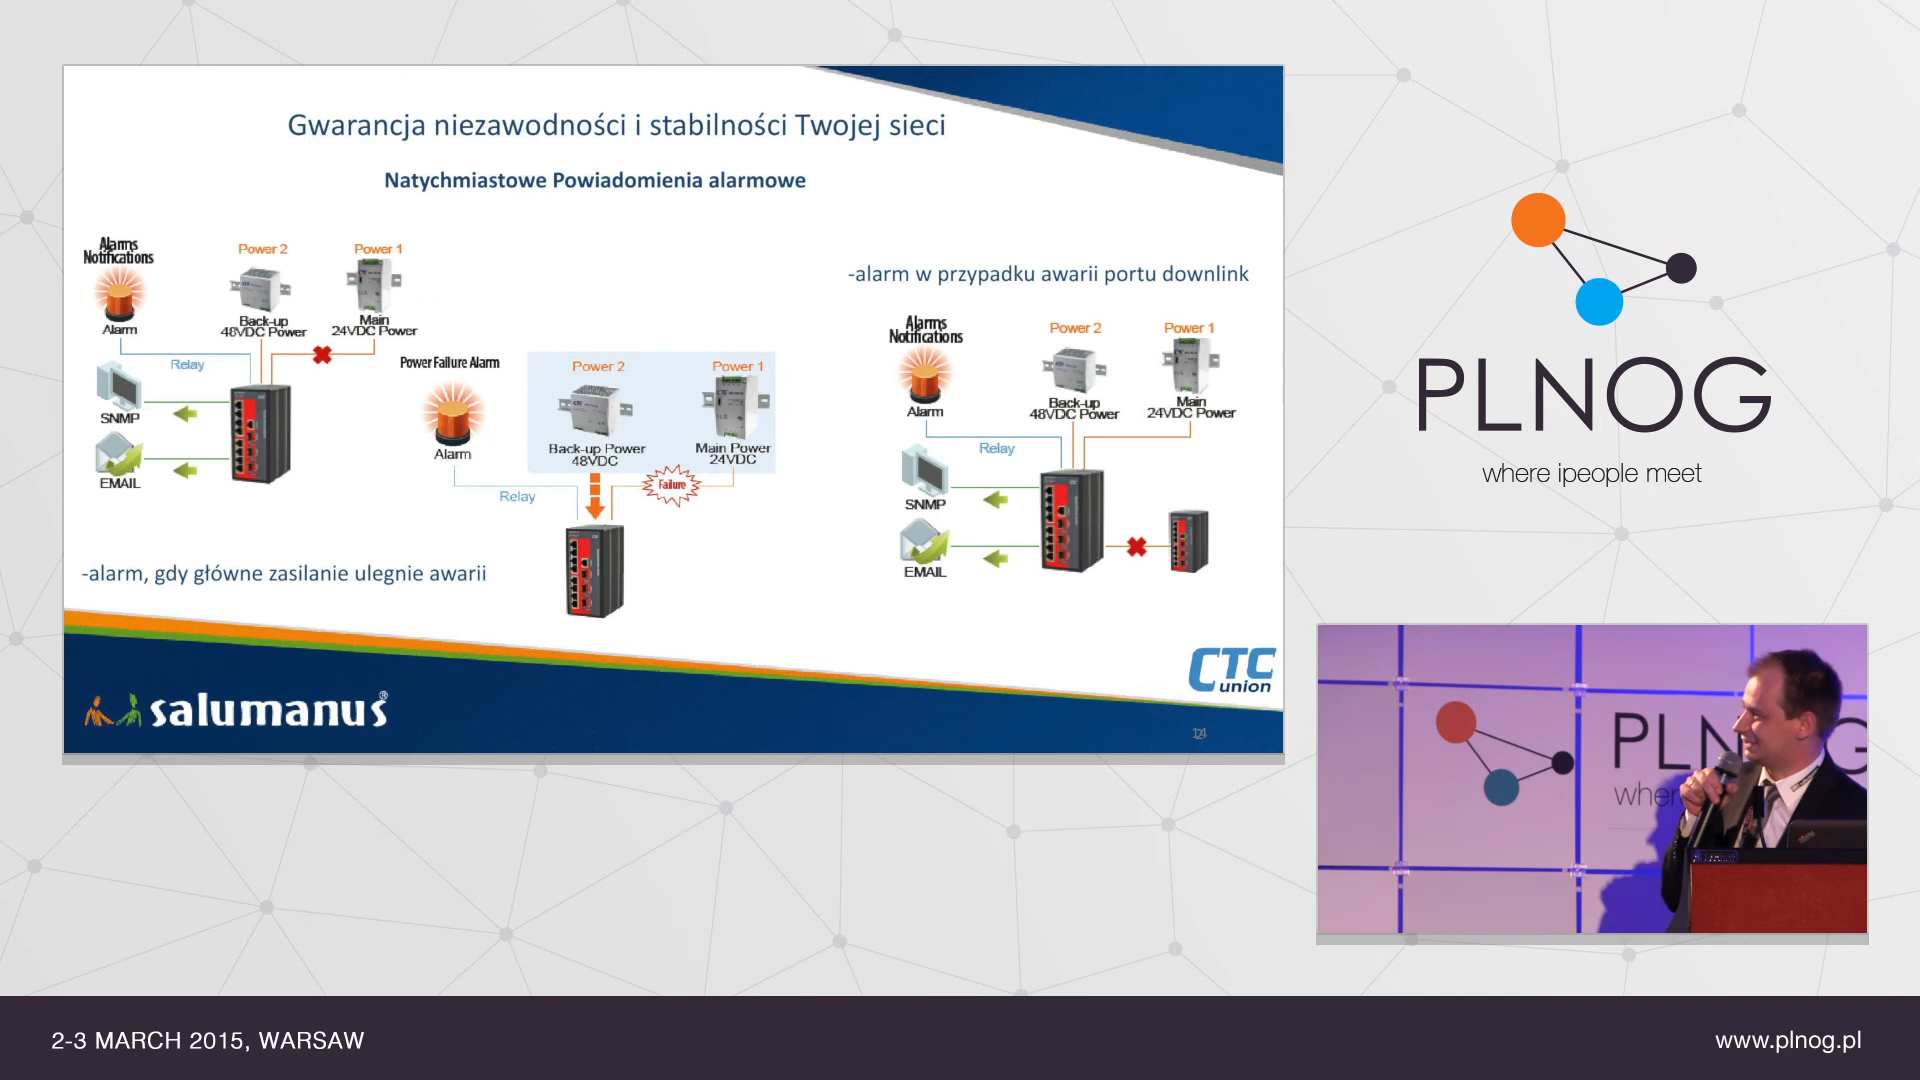 Gwarancja niezawodności i stabilności Twojej sieci
Natychmiastowe Powiadomienia alarmowe
Alarms
Notifications
Power 2
Power 1
Alarm
Back-up
48VDC Power
Main
24VDC Power
Relay
SNMP
EMAIL
Power Failure Alarm
Power 2
Power 1
Alarm
Back-up Power
48VDC
Main Power
24VDC
Relay
Failure
-alarm, gdy główne zasilanie ulegnie awarii
-alarm w przypadku awarii portu downlink
Alarms
Notifications
Power 2
Power 1
Alarm
Back-up
48VDC Power
Main
24VDC Power
Relay
SNMP
EMAIL
salumanus®
CTC
union
PLNOG
where ipeople meet
PLNOG
wher
2-3 MARCH 2015, WARSAW
www.plnog.pl